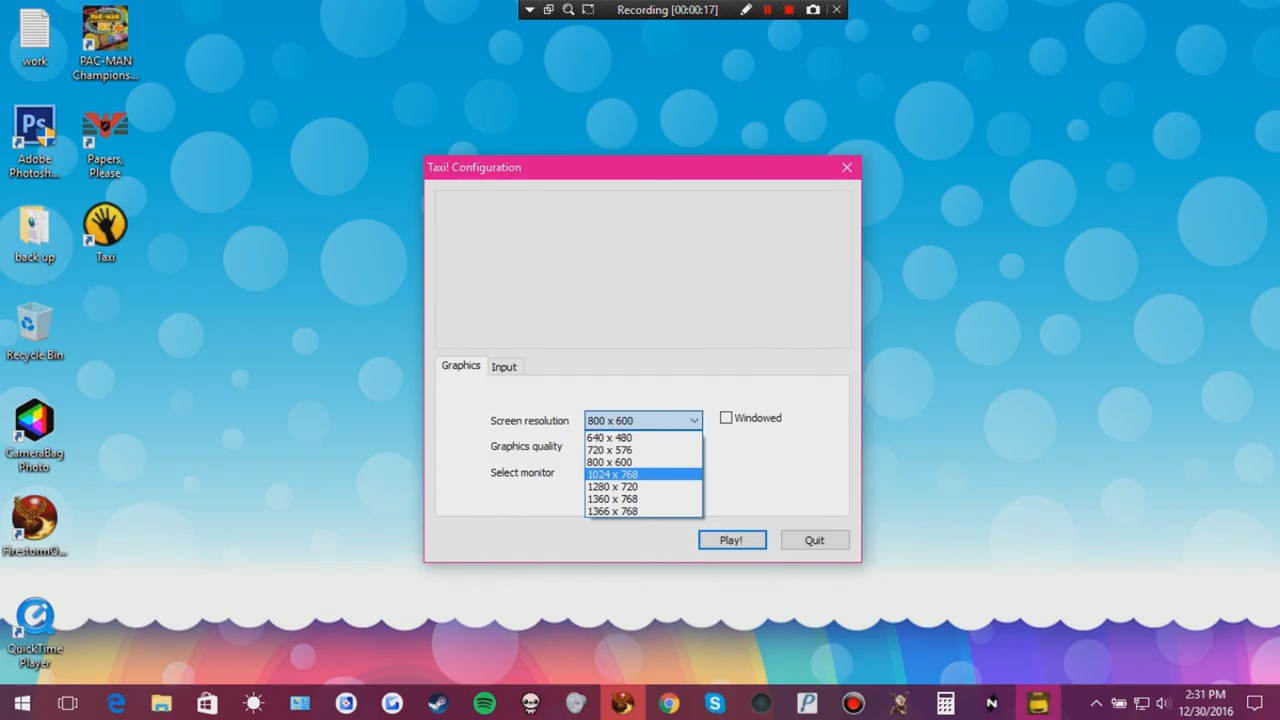 Recording [00:00:17]
work
PAC-MAN
Champions...
Ps
Adobe
Photosh...
Papers,
Please
back up
Taxi
Recycle Bin
CameraBag
Photo
FirestormO...
QuickTime
Player
Taxi! Configuration
Graphics
Input
Screen resolution
800 x 600
Windowed
640 x 480
Graphics quality
720 x 576
800 x 600
Select monitor
1024 x 768
1280 x 720
1360 x 768
1366 x 768
Play!
Quit
2:31 PM
12/30/2016